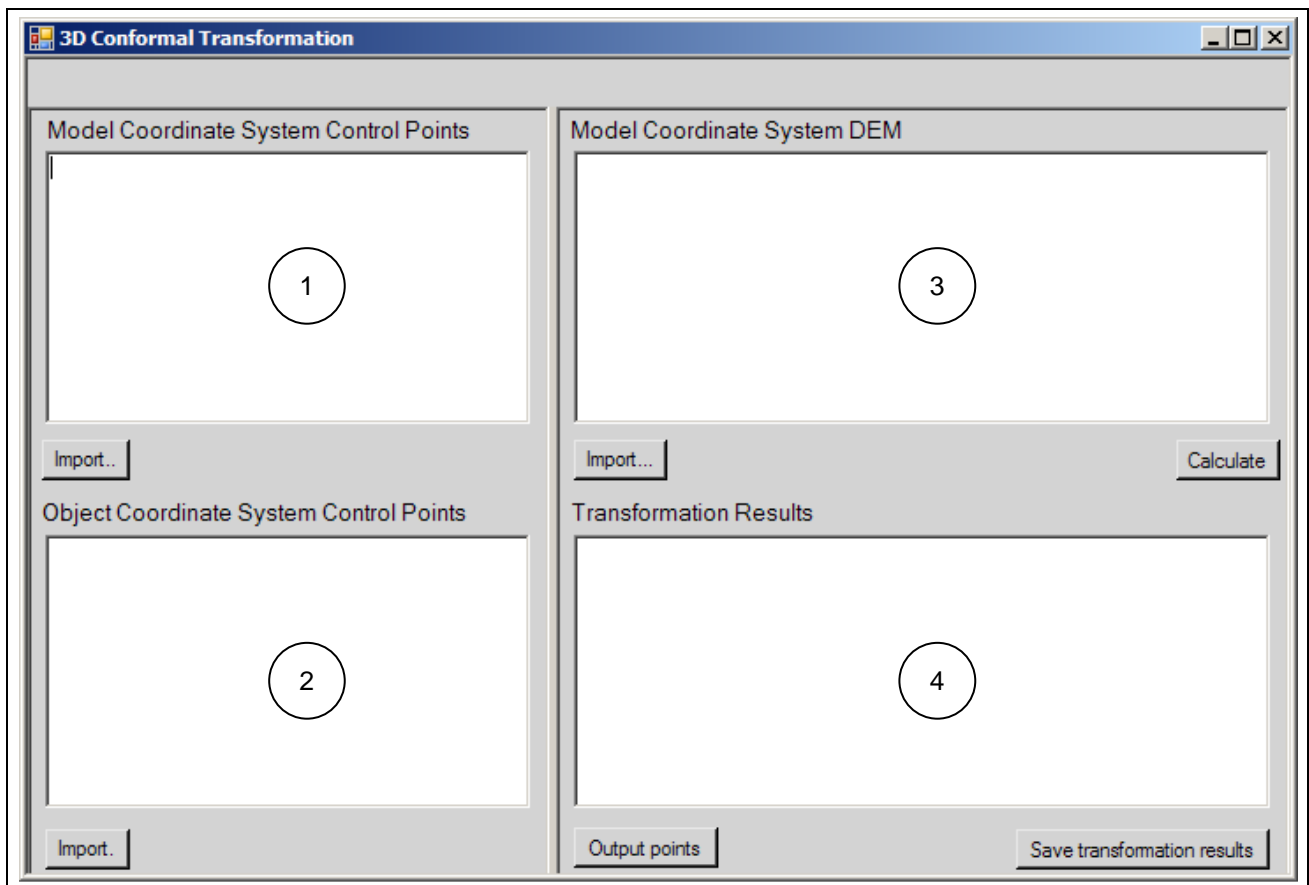 3D Conformal Transformation
Model Coordinate System Control Points
1
Import..
Object Coordinate System Control Points
2
Import.
Model Coordinate System DEM
3
Import...
Calculate
Transformation Results
4
Output points
Save transformation results